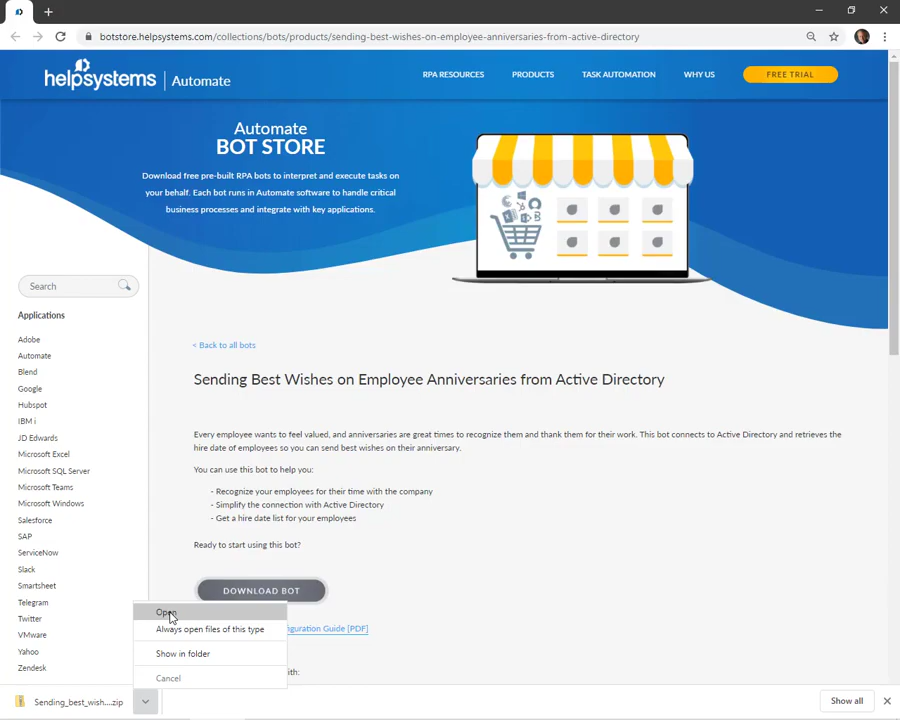 botstore.helpsystems.com/collections/bots/products/sending-best-wishes-on-employee-anniversaries-from-active-directory
helpsystems | Automate
RPA RESOURCES
PRODUCTS
TASK AUTOMATION
WHY US
FREE TRIAL
Automate
BOT STORE
Download free pre-built RPA bots to interpret and execute tasks on
your behalf. Each bot runs in Automate software to handle critical
business processes and integrate with key applications.
Search
Applications
Adobe
Automate
Blend
Google
Hubspot
IBM i
JD Edwards
Microsoft Excel
Microsoft SQL Server
Microsoft Teams
Microsoft Windows
Salesforce
SAP
ServiceNow
Slack
Smartsheet
Telegram
Twitter
VMware
Yahoo
Zendesk
< Back to all bots
Sending Best Wishes on Employee Anniversaries from Active Directory
Every employee wants to feel valued, and anniversaries are great times to recognize them and thank them for their work. This bot connects to Active Directory and retrieves the
hire date of employees so you can send best wishes on their anniversary.
You can use this bot to help you:
- Recognize your employees for their time with the company
- Simplify the connection with Active Directory
- Get a hire date list for your employees
Ready to start using this bot?
DOWNLOAD BOT
iguration Guide [PDF]
with:
Open
Always open files of this type
Show in folder
Cancel
Sending_best_wish....zip
Show all